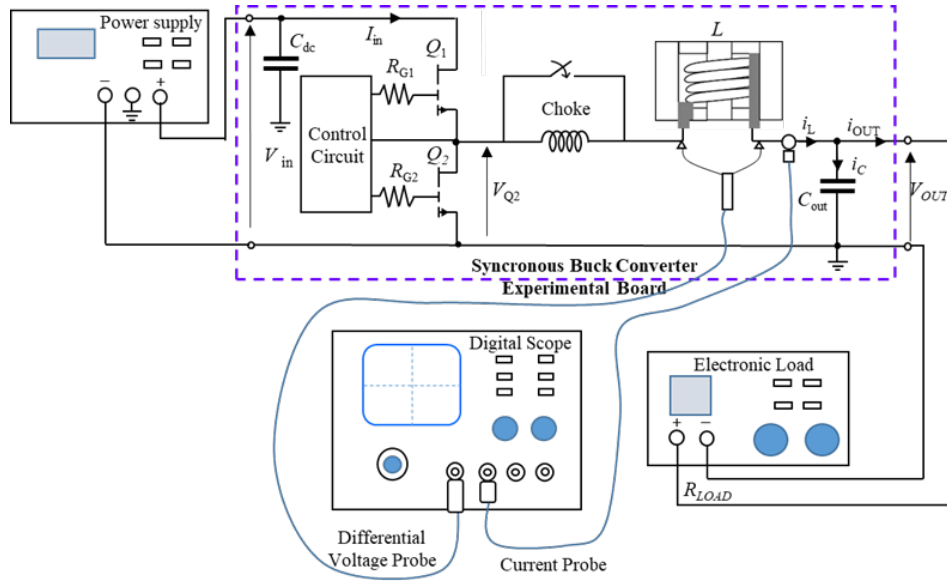 Power supply
− +
C_dc
I_in
Q_1
R_G1
Control
Circuit
V_in
Q_2
R_G2
V_Q2
Choke
L
i_L
i_OUT
i_C
C_out
V_OUT
Syncronous Buck Converter
Experimental Board
Digital Scope
Electronic Load
+ −
R_LOAD
Differential
Voltage Probe
Current Probe